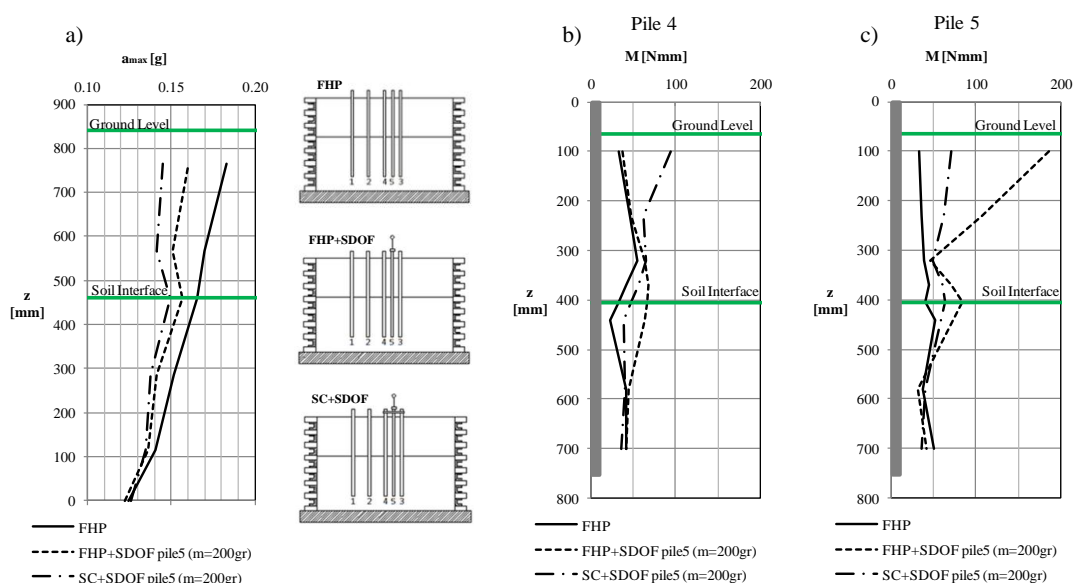 a)
a max [g]
0.10 0.15 0.20
900
800
700
600
500
400
300
200
100
0
z
[mm]
Ground Level
Soil Interface
FHP
FHP+SDOF pile5 (m=200gr)
SC+SDOF pile5 (m=200gr)
FHP
1 2 4 5 3
FHP+SDOF
1 2 4 5 3
SC+SDOF
1 2 4 5 3
b)
Pile 4
M [Nmm]
0 100 200
0
100
200
300
400
500
600
700
800
z
[mm]
Ground Level
Soil Interface
FHP
FHP+SDOF pile5 (m=200gr)
SC+SDOF pile5 (m=200gr)
c)
Pile 5
M [Nmm]
0 100 200
0
100
200
300
400
500
600
700
800
z
[mm]
Ground Level
Soil Interface
FHP
FHP+SDOF pile5 (m=200gr)
SC+SDOF pile5 (m=200gr)